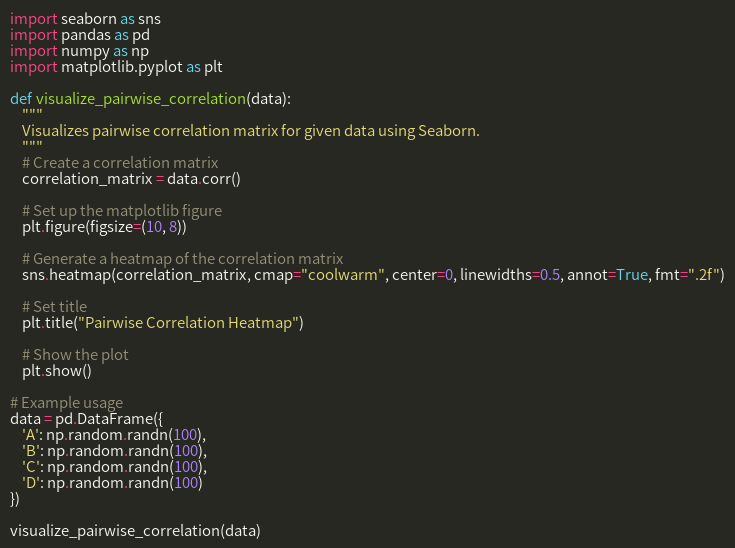 import seaborn as sns
import pandas as pd
import numpy as np
import matplotlib.pyplot as plt

def visualize_pairwise_correlation(data):
    """
    Visualizes pairwise correlation matrix for given data using Seaborn.
    """
    # Create a correlation matrix
    correlation_matrix = data.corr()

    # Set up the matplotlib figure
    plt.figure(figsize=(10, 8))

    # Generate a heatmap of the correlation matrix
    sns.heatmap(correlation_matrix, cmap="coolwarm", center=0, linewidths=0.5, annot=True, fmt=".2f")

    # Set title
    plt.title("Pairwise Correlation Heatmap")

    # Show the plot
    plt.show()

# Example usage
data = pd.DataFrame({
    'A': np.random.randn(100),
    'B': np.random.randn(100),
    'C': np.random.randn(100),
    'D': np.random.randn(100)
})

visualize_pairwise_correlation(data)